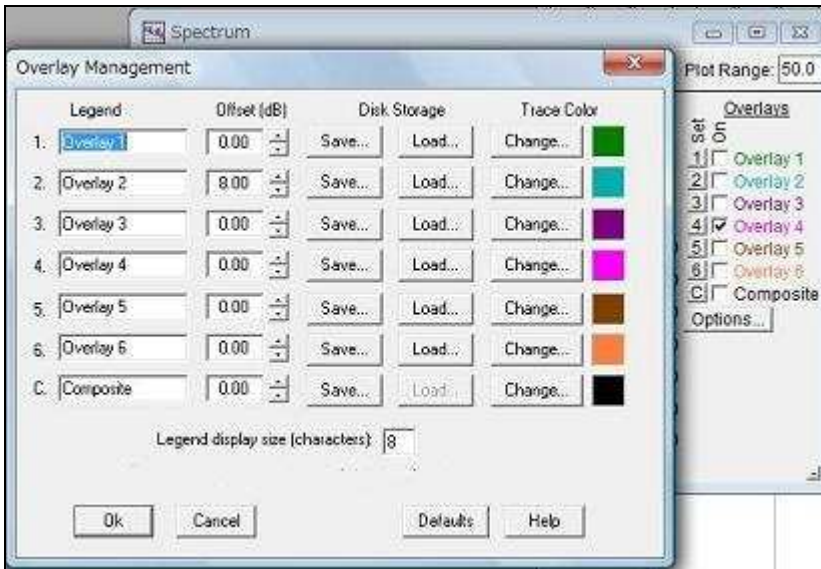 Spectrum
Overlay Management
Plot Range: 50.0
Legend Offset (dB) Disk Storage Trace Color
1. Overlay 1 0.00 Save... Load... Change...
2. Overlay 2 8.00 Save... Load... Change...
3. Overlay 3 0.00 Save... Load... Change...
4. Overlay 4 0.00 Save... Load... Change...
5. Overlay 5 0.00 Save... Load... Change...
6. Overlay 6 0.00 Save... Load... Change...
C. Composite 0.00 Save... Load... Change...
Legend display size (characters): 8
Ok Cancel Defaults Help
Overlays
Set On
1 Overlay 1
2 Overlay 2
3 Overlay 3
4 Overlay 4
5 Overlay 5
6 Overlay 6
C Composite
Options...